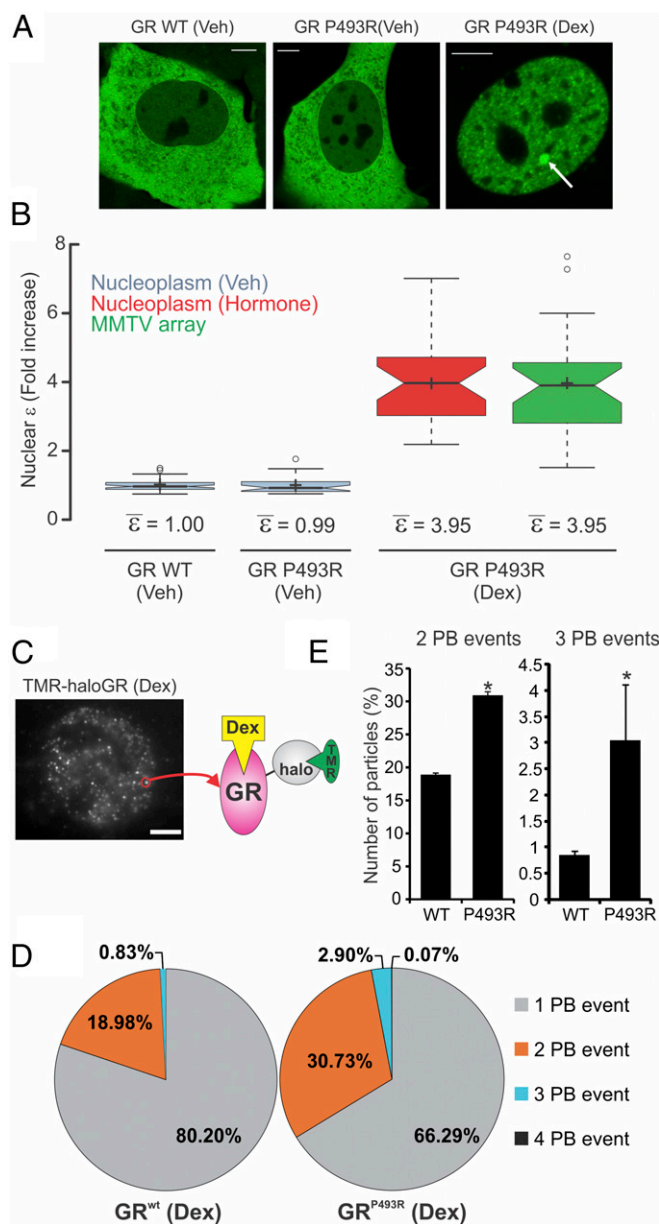 A
GR WT (Veh)
GR P493R(Veh)
GR P493R (Dex)
B
8
6
4
2
0
Nuclear ε (Fold increase)
Nucleoplasm (Veh)
Nucleoplasm (Hormone)
MMTV array
ε̅ = 1.00
ε̅ = 0.99
ε̅ = 3.95
ε̅ = 3.95
GR WT
(Veh)
GR P493R
(Veh)
GR P493R
(Dex)
C
TMR-haloGR (Dex)
Dex
GR
halo
TMR
E
2 PB events
3 PB events
Number of particles (%)
35
30
25
20
15
10
5
0
*
WT
P493R
4.5
4
3.5
3
2.5
2
1.5
1
0.5
0
*
WT
P493R
D
0.83%
18.98%
80.20%
GRwt (Dex)
2.90%
0.07%
30.73%
66.29%
GRP493R (Dex)
1 PB event
2 PB event
3 PB event
4 PB event